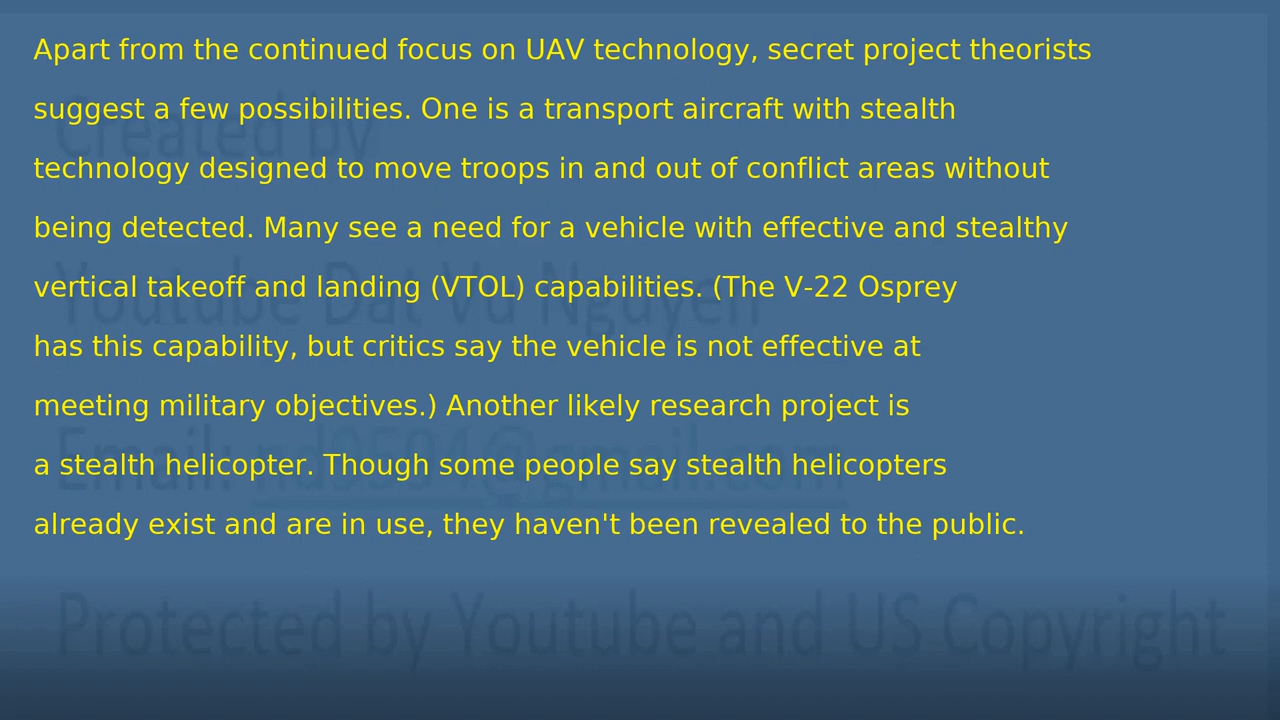 Apart from the continued focus on UAV technology, secret project theorists
suggest a few possibilities. One is a transport aircraft with stealth
technology designed to move troops in and out of conflict areas without
being detected. Many see a need for a vehicle with effective and stealthy
vertical takeoff and landing (VTOL) capabilities. (The V-22 Osprey
has this capability, but critics say the vehicle is not effective at
meeting military objectives.) Another likely research project is
a stealth helicopter. Though some people say stealth helicopters
already exist and are in use, they haven't been revealed to the public.
Created by
Youtube Dat Vu Nguyen
Email:
Protected by Youtube and US Copyright